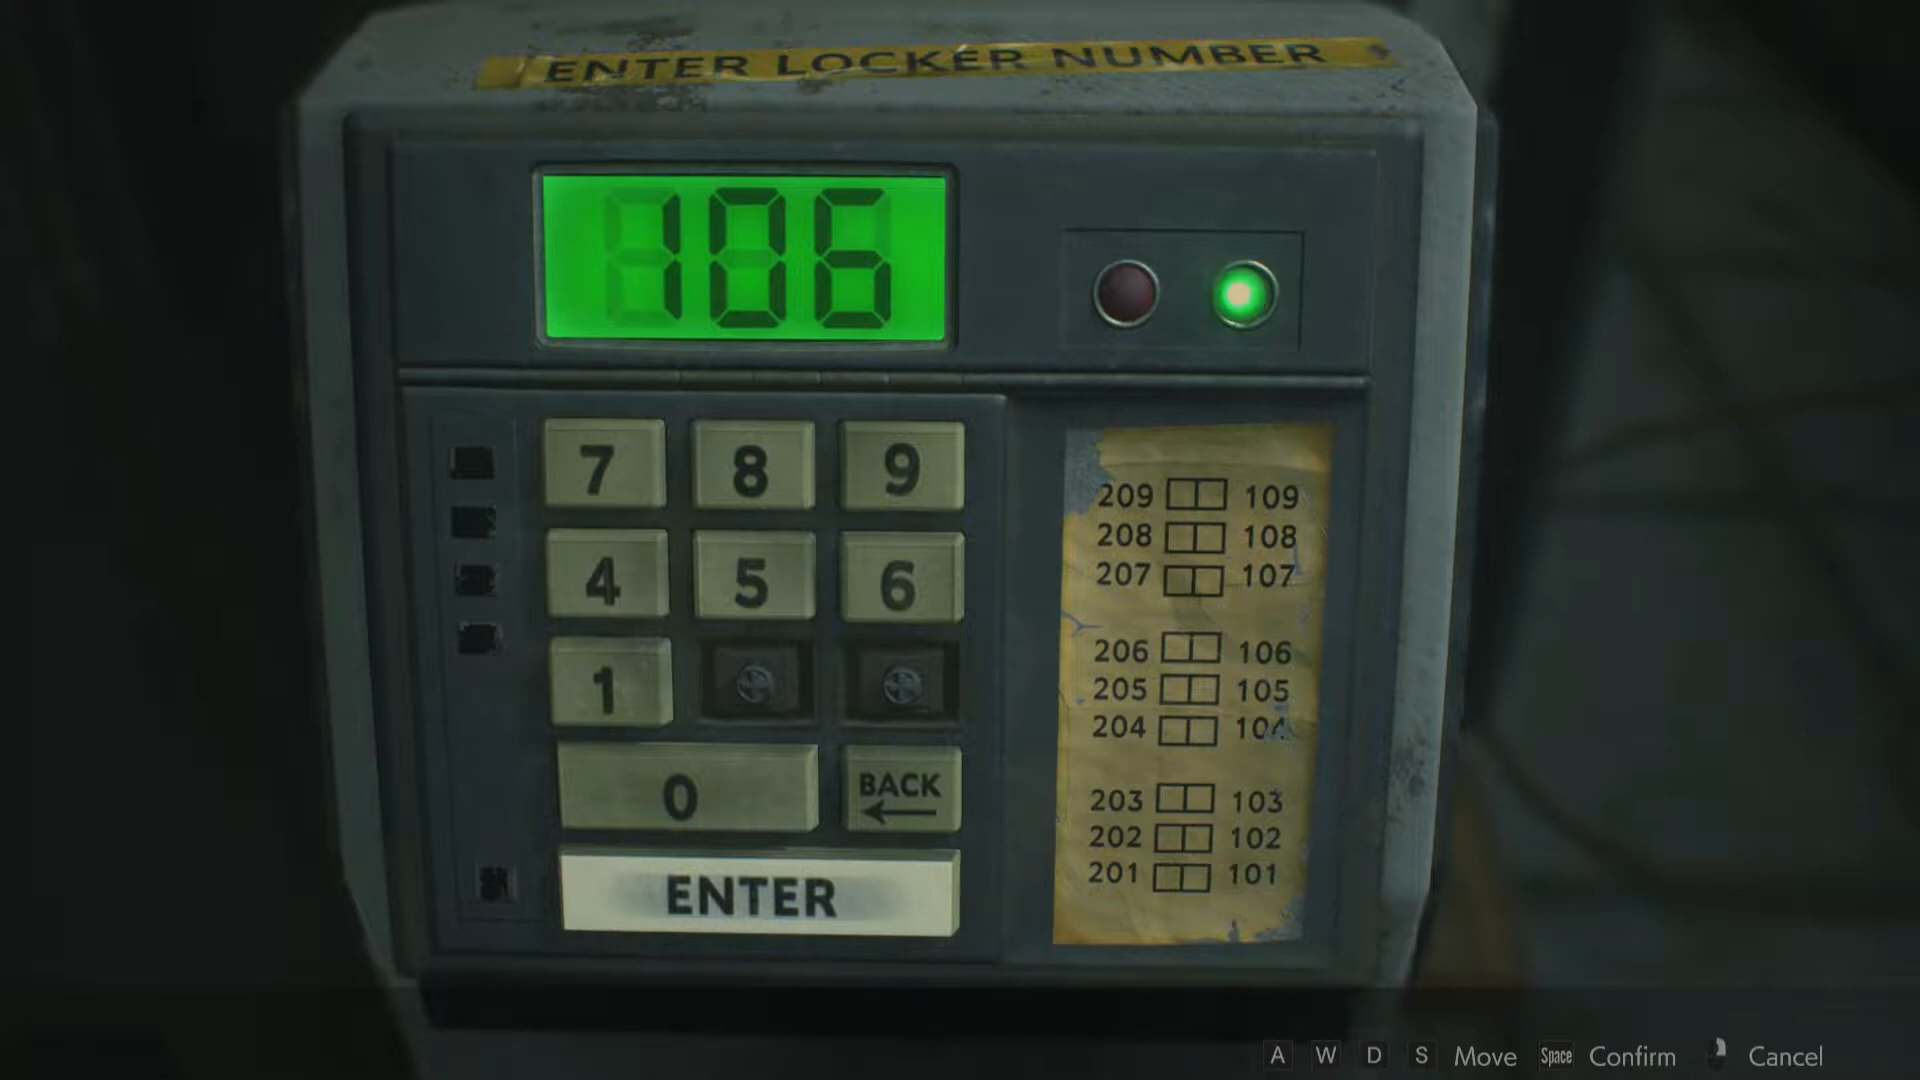 ENTER LOCKER NUMBER
106
7 8 9
4 5 6
1
0 BACK
ENTER
209 109
208 108
207 107
206 106
205 105
204 104
203 103
202 102
201 101
A W D S Move Space Confirm Cancel